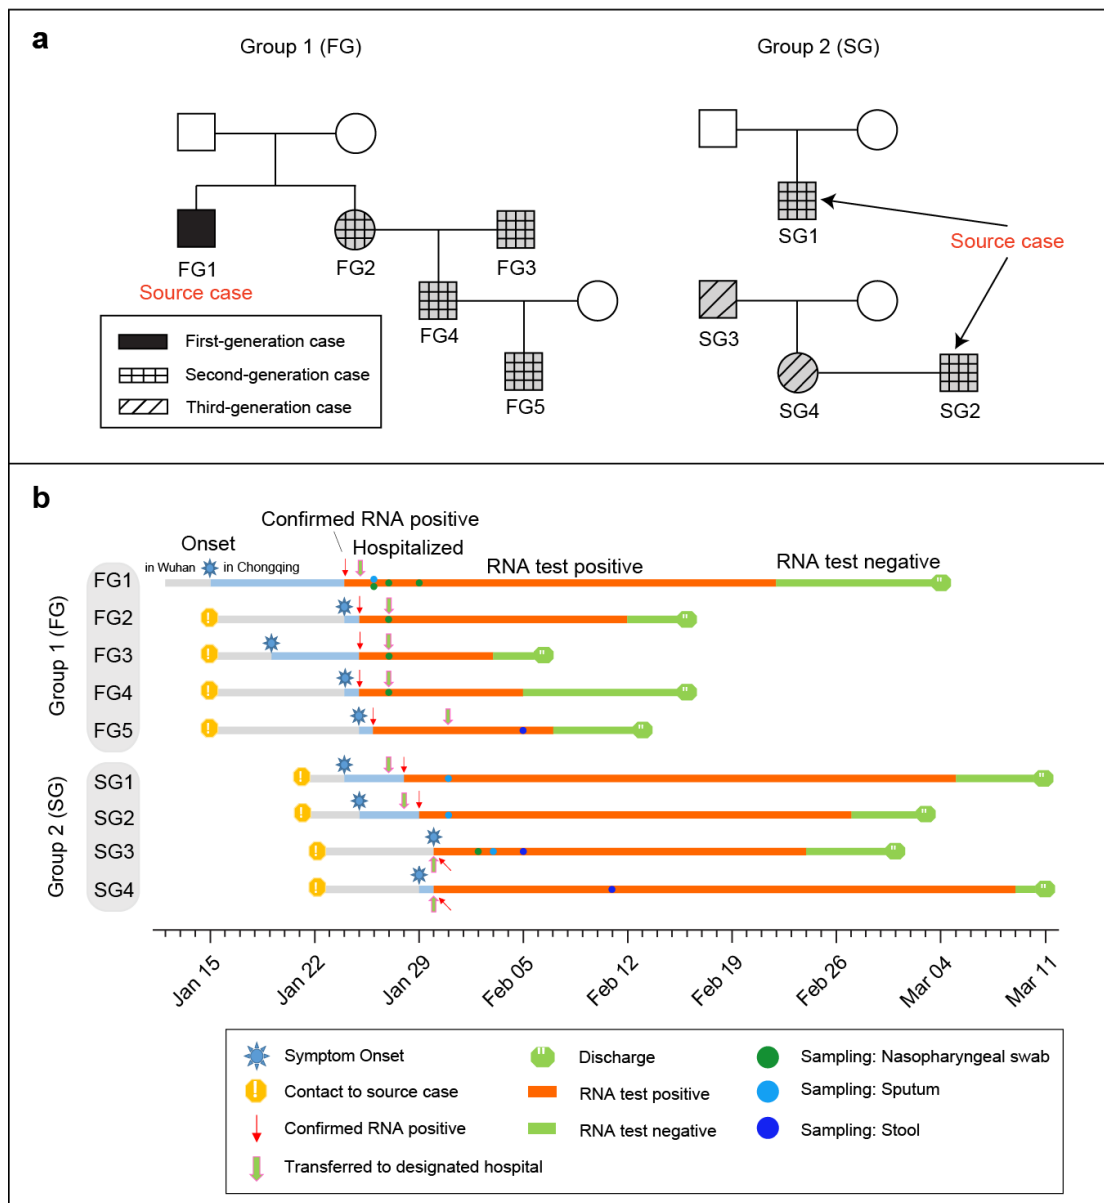 a
Group 1 (FG)
Group 2 (SG)
FG1
Source case
FG2
FG3
FG4
FG5
SG1
Source case
SG3
SG4
SG2
First-generation case
Second-generation case
Third-generation case
b
Confirmed RNA positive
Onset
Hospitalized
in Wuhan
in Chongqing
RNA test positive
RNA test negative
Group 1 (FG)
FG1
FG2
FG3
FG4
FG5
Group 2 (SG)
SG1
SG2
SG3
SG4
Jan 15
Jan 22
Jan 29
Feb 05
Feb 12
Feb 19
Feb 26
Mar 04
Mar 11
Symptom Onset
Contact to source case
Confirmed RNA positive
Transferred to designated hospital
Discharge
RNA test positive
RNA test negative
Sampling: Nasopharyngeal swab
Sampling: Sputum
Sampling: Stool